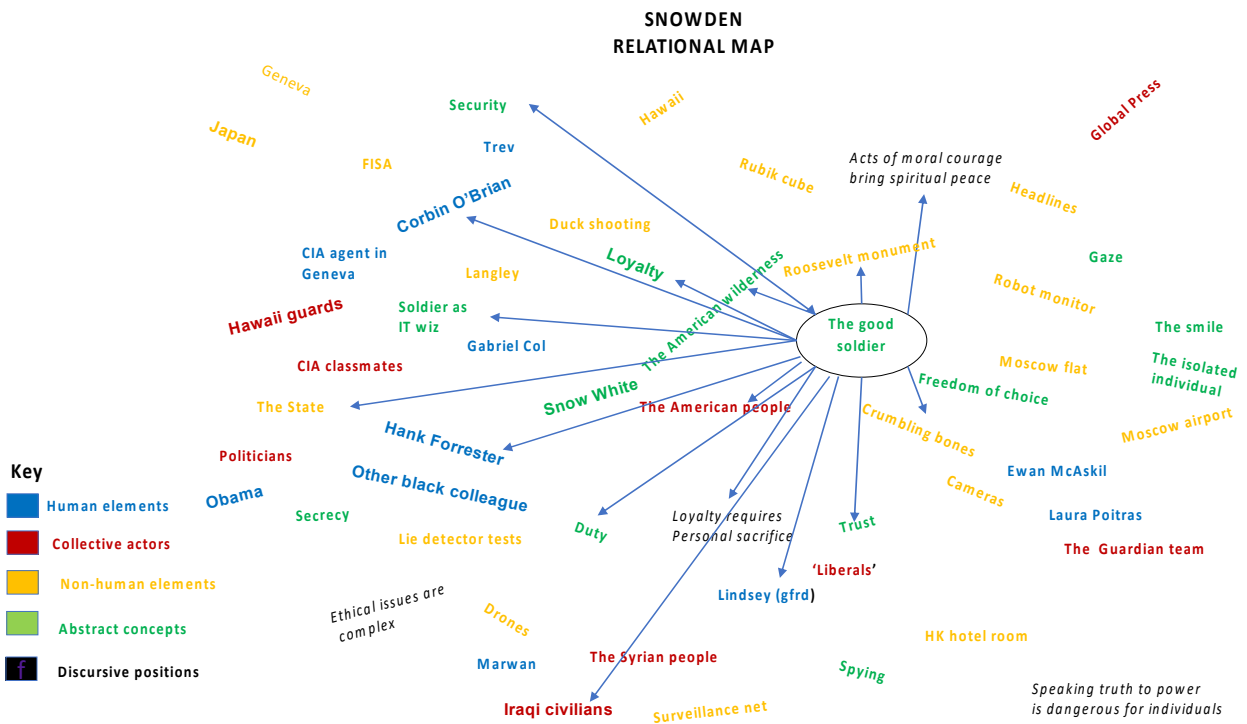 SNOWDEN
RELATIONAL MAP
Geneva
Security
Hawaii
Global Press
Japan
Trev
FISA
Rubik cube
Acts of moral courage
bring spiritual peace
Headlines
Corbin O’Brian
Duck shooting
CIA agent in
Geneva
Loyalty
Langley
The American wilderness
Roosevelt monument
Gaze
Robot monitor
Hawaii guards
Soldier as
IT wiz
Gabriel Col
The good
soldier
The smile
The isolated
individual
CIA classmates
Moscow flat
Freedom of choice
The State
Snow White
The American people
Crumbling bones
Moscow airport
Hank Forrester
Politicians
Other black colleague
Ewan McAskil
Obama
Cameras
Secrecy
Laura Poitras
Loyalty requires
Personal sacrifice
Trust
Duty
Lie detector tests
The  Guardian team
‘Liberals’
Lindsey (gfrd)
Ethical issues are
complex
Drones
HK hotel room
Marwan
The Syrian people
Spying
Iraqi civilians
Surveillance net
Speaking truth to power
is dangerous for individuals
Key
Human elements
Collective actors
Non-human elements
Abstract concepts
f
Discursive positions